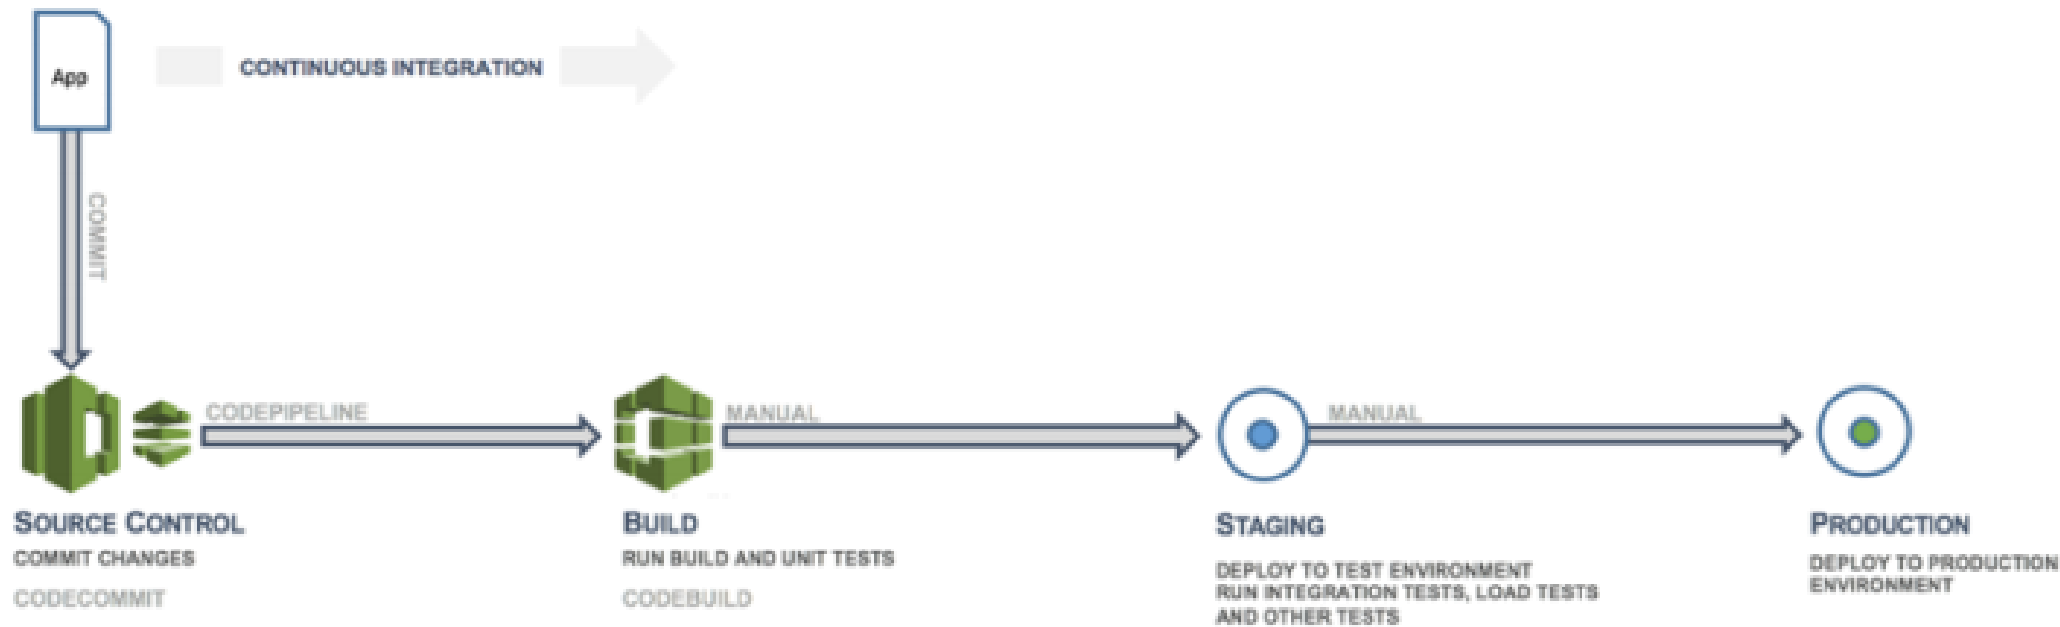 App
CONTINUOUS INTEGRATION
COMMIT
CODEPIPELINE
MANUAL
MANUAL
SOURCE CONTROL
COMMIT CHANGES
CODECOMMIT
BUILD
RUN BUILD AND UNIT TESTS
CODEBUILD
STAGING
DEPLOY TO TEST ENVIRONMENT
RUN INTEGRATION TESTS, LOAD TESTS
AND OTHER TESTS
PRODUCTION
DEPLOY TO PRODUCTION
ENVIRONMENT